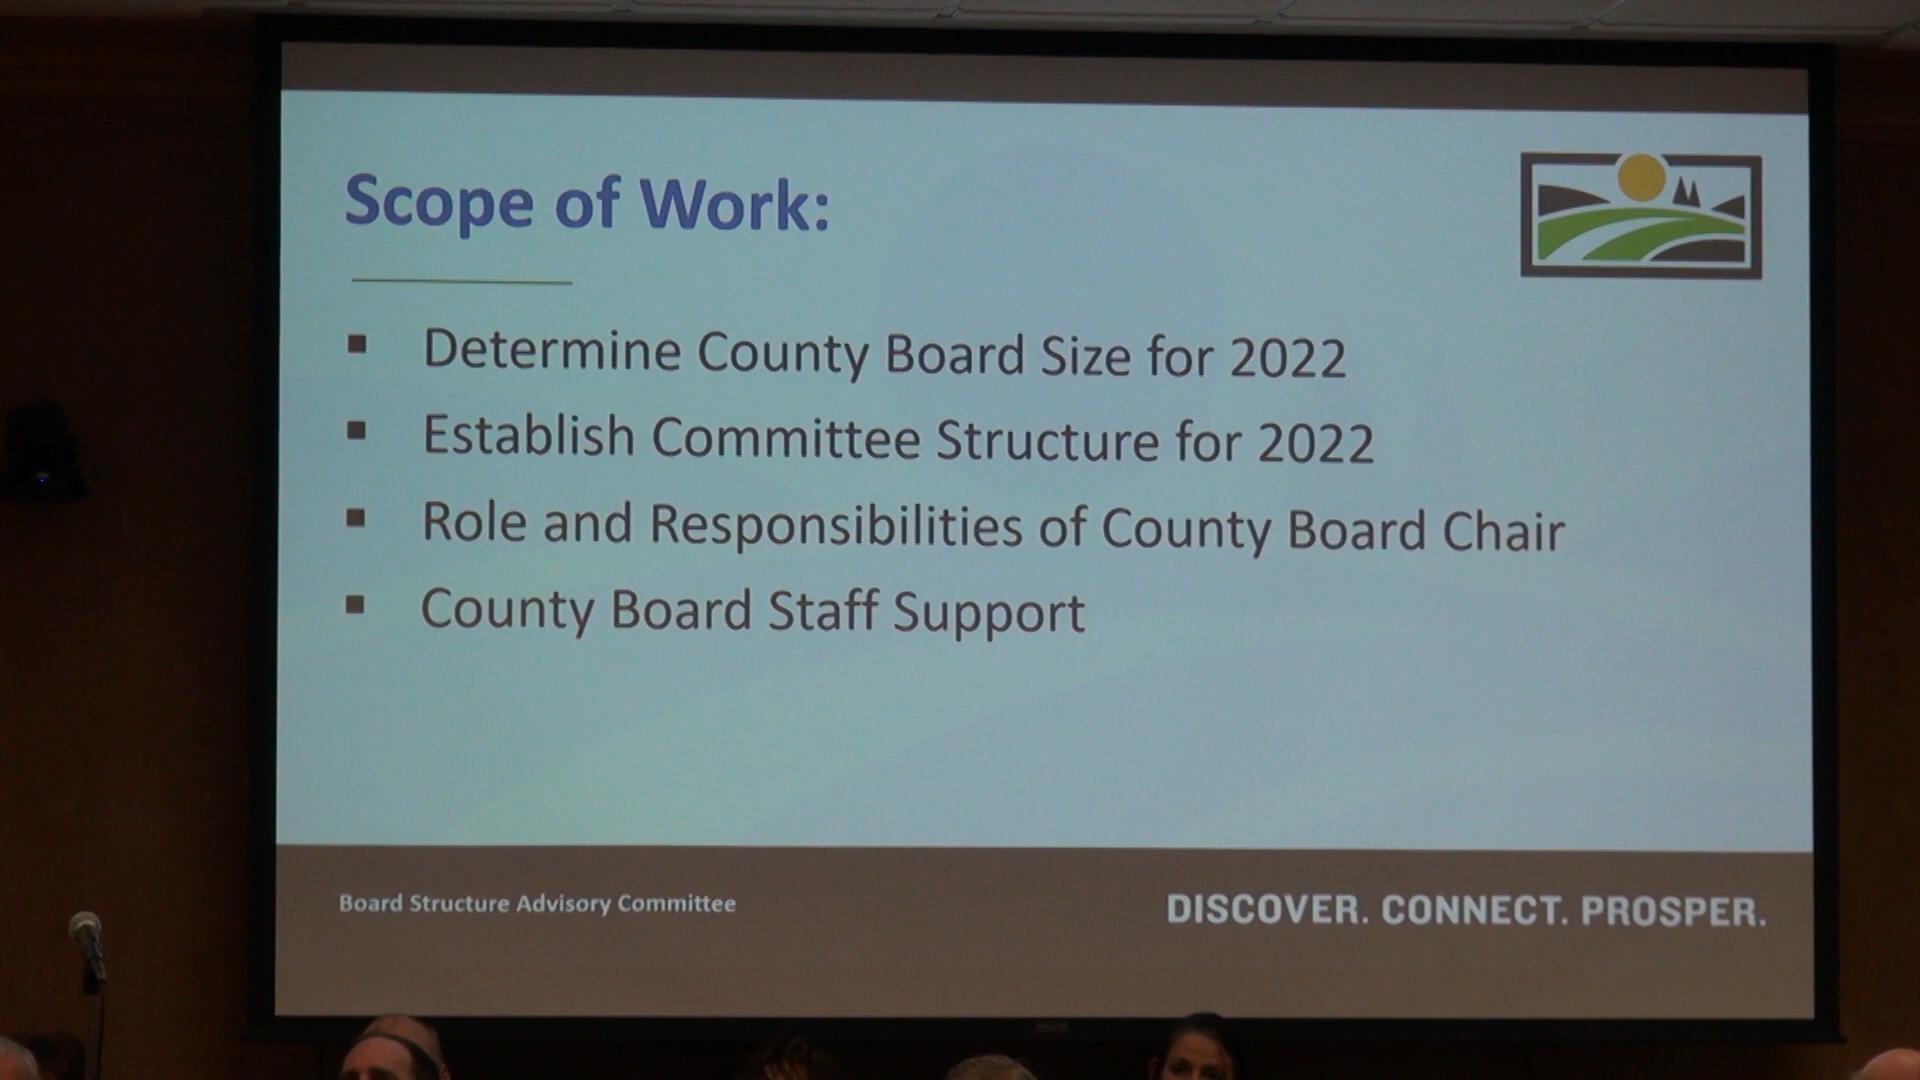 Scope of Work:
Determine County Board Size for 2022
Establish Committee Structure for 2022
Role and Responsibilities of County Board Chair
County Board Staff Support
Board Structure Advisory Committee
DISCOVER. CONNECT. PROSPER.